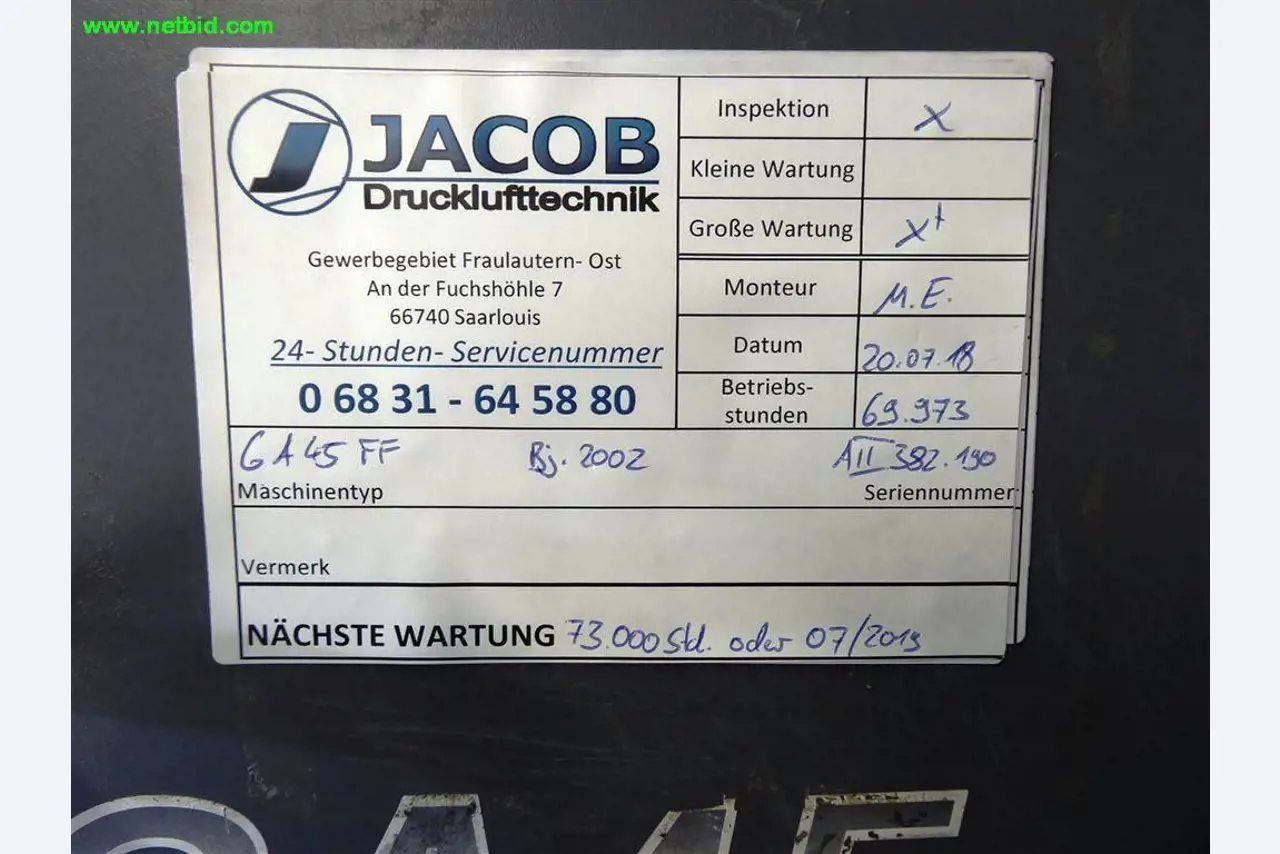 www.netbid.com
JACOB
Drucklufttechnik
Gewerbegebiet Fraulautern- Ost
An der Fuchshöhle 7
66740 Saarlouis
24- Stunden- Servicenummer
0 68 31 - 64 58 80
Inspektion X
Kleine Wartung
Große Wartung X+
Monteur M.E.
Datum 20.07.18
Betriebs-
stunden 69.973
GA45 FF Bj. 2002 AII 382.190
Maschinentyp Seriennummer
Vermerk
NÄCHSTE WARTUNG 73.000 Std. oder 07/2019
GA45